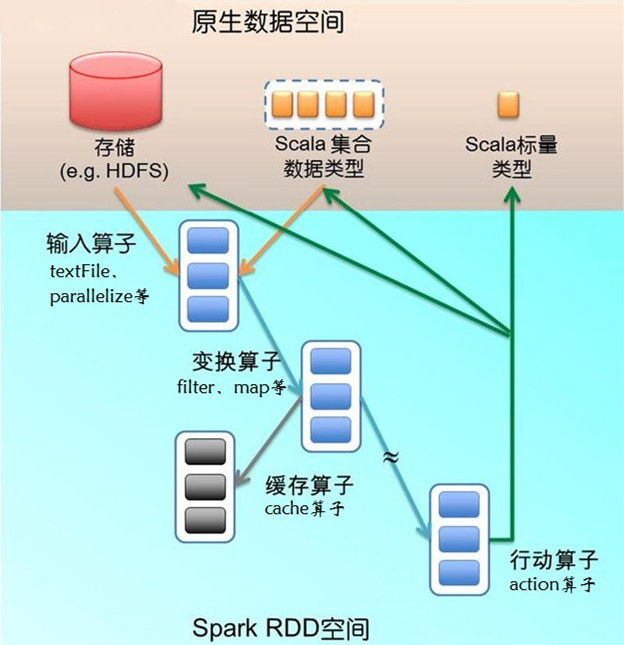 原生数据空间
存储
(e.g. HDFS)
Scala 集合
数据类型
Scala标量
类型
输入算子
textFile、
parallelize等
变换算子
filter、map等
≈
缓存算子
cache算子
行动算子
action算子
Spark RDD空间